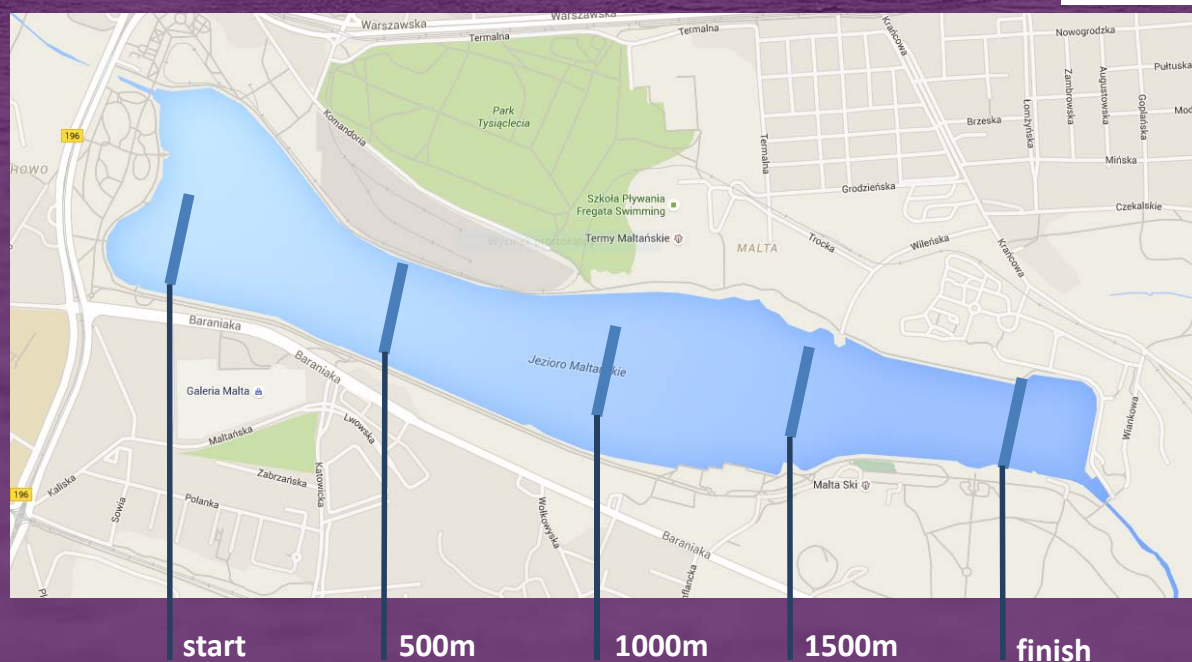 Warszawska
Warszawska
Termalna
Termalna
Krańcowa
Nowogrodzka
Pułtuska
Zambrowska
Augustowska
Goplańska
Łomżyńska
Brzeska
Mińska
Park
Tysiąclecia
Komandoria
196
Termalna
Grodzieńska
Czekalskie
Szkoła Pływania
Fregata Swimming
Termy Maltańskie
MALTA
Trocka
Wileńska
Krańcowa
Baraniaka
Baraniaka
Jezioro Maltańskie
Galeria Malta
Maltańska
Lwowska
Wiankowa
Zabrzańska
Katowicka
Kaliska
196
Sowia
Polanka
Malta Ski
Wołkowyska
Baraniaka
start
500m
1000m
1500m
finish